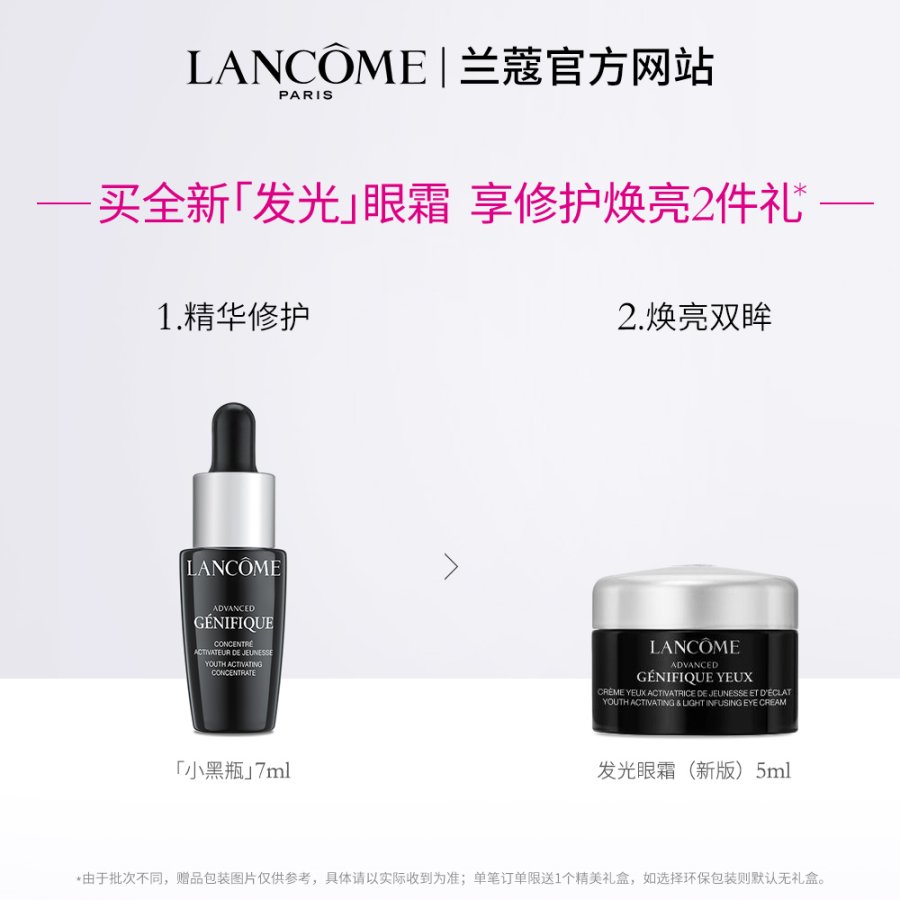 LANCÔME | 兰蔻官方网站
PARIS
买全新「发光」眼霜 享修护焕亮2件礼*
1.精华修护
2.焕亮双眸
LANCÔME
ADVANCED
GÉNIFIQUE
CONCENTRÉ
ACTIVATEUR DE JEUNESSE
YOUTH ACTIVATING
CONCENTRATE
>
LANCÔME
ADVANCED
GÉNIFIQUE YEUX
CRÈME YEUX ACTIVATRICE DE JEUNESSE ET D'ÉCLAT
YOUTH ACTIVATING & LIGHT INFUSING EYE CREAM
「小黑瓶」7ml
发光眼霜（新版）5ml
*由于批次不同，赠品包装图片仅供参考，具体请以实际收到为准；单笔订单限送1个精美礼盒，如选择环保包装则默认无礼盒。